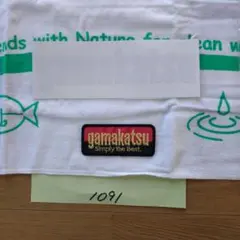 ends with Nature for clean w
gamakatsu
Simply the Best.
1091